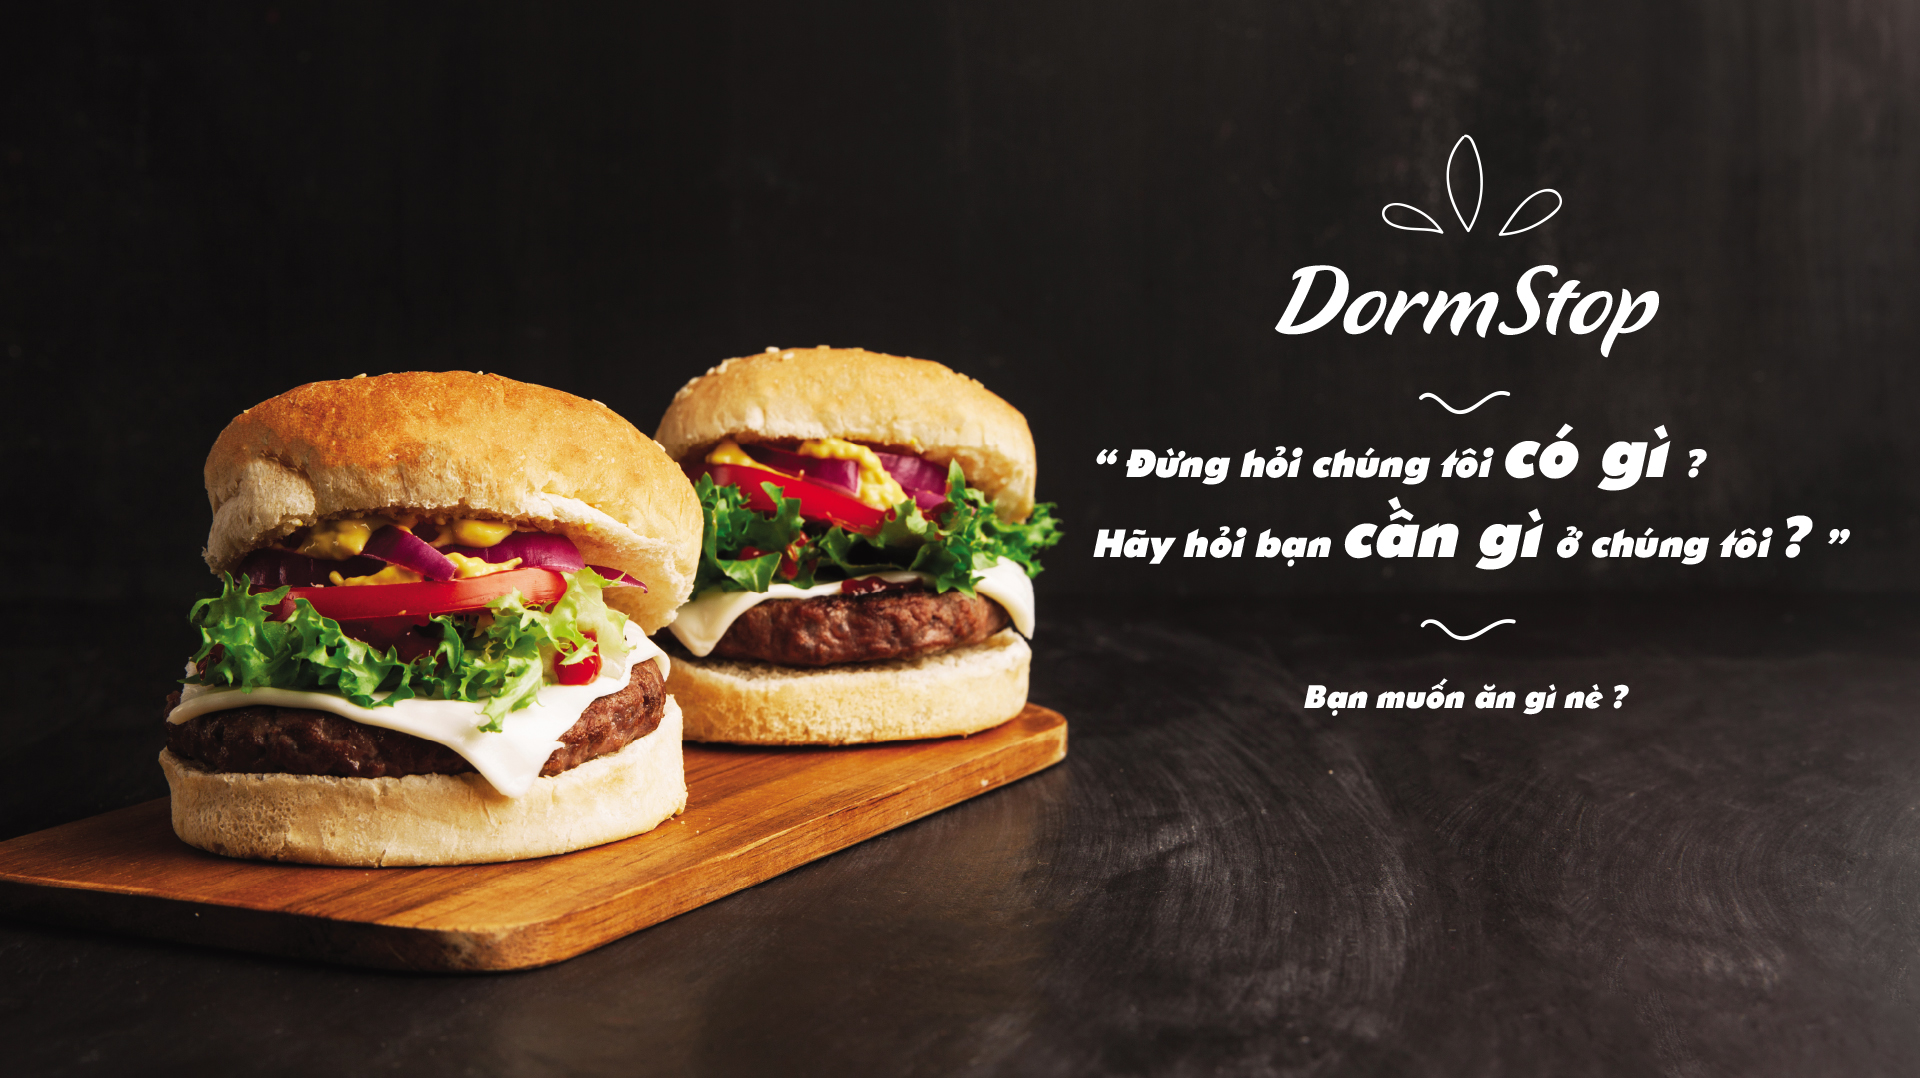 DormStop
“ Đừng hỏi chúng tôi có gì ?
Hãy hỏi bạn cần gì ở chúng tôi ? ”
Bạn muốn ăn gì nè ?